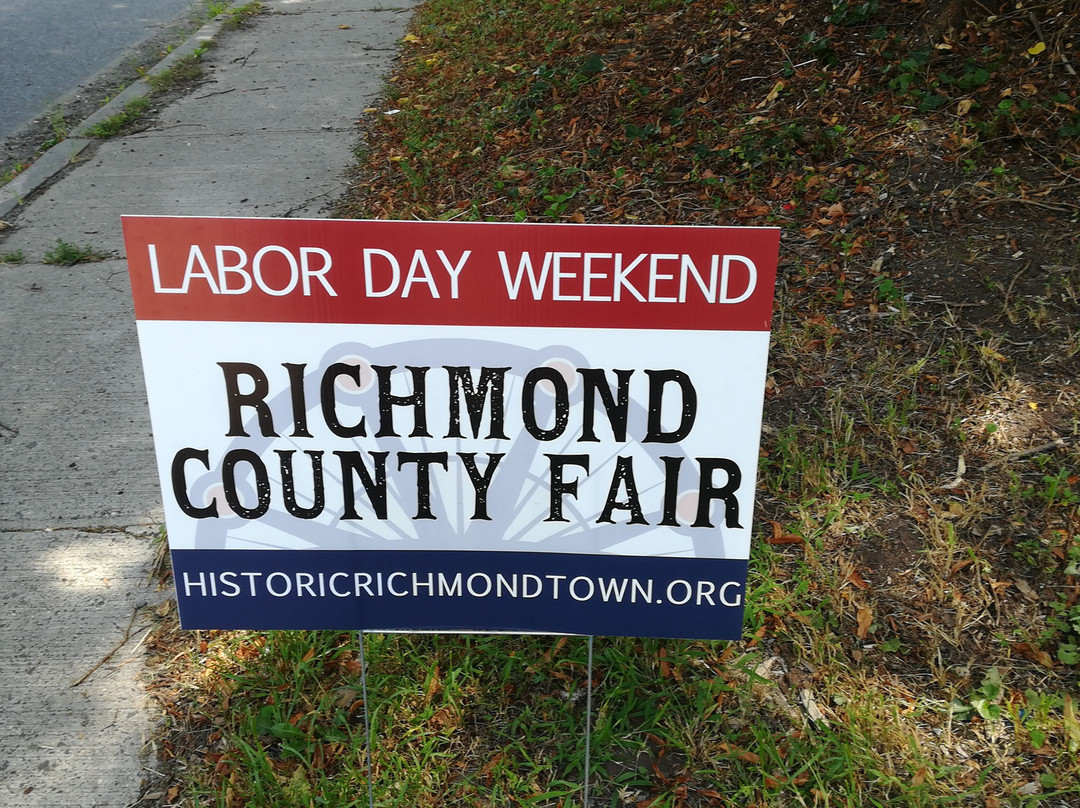 LABOR DAY WEEKEND
RICHMOND
COUNTY FAIR
HISTORICRICHMONDTOWN.ORG